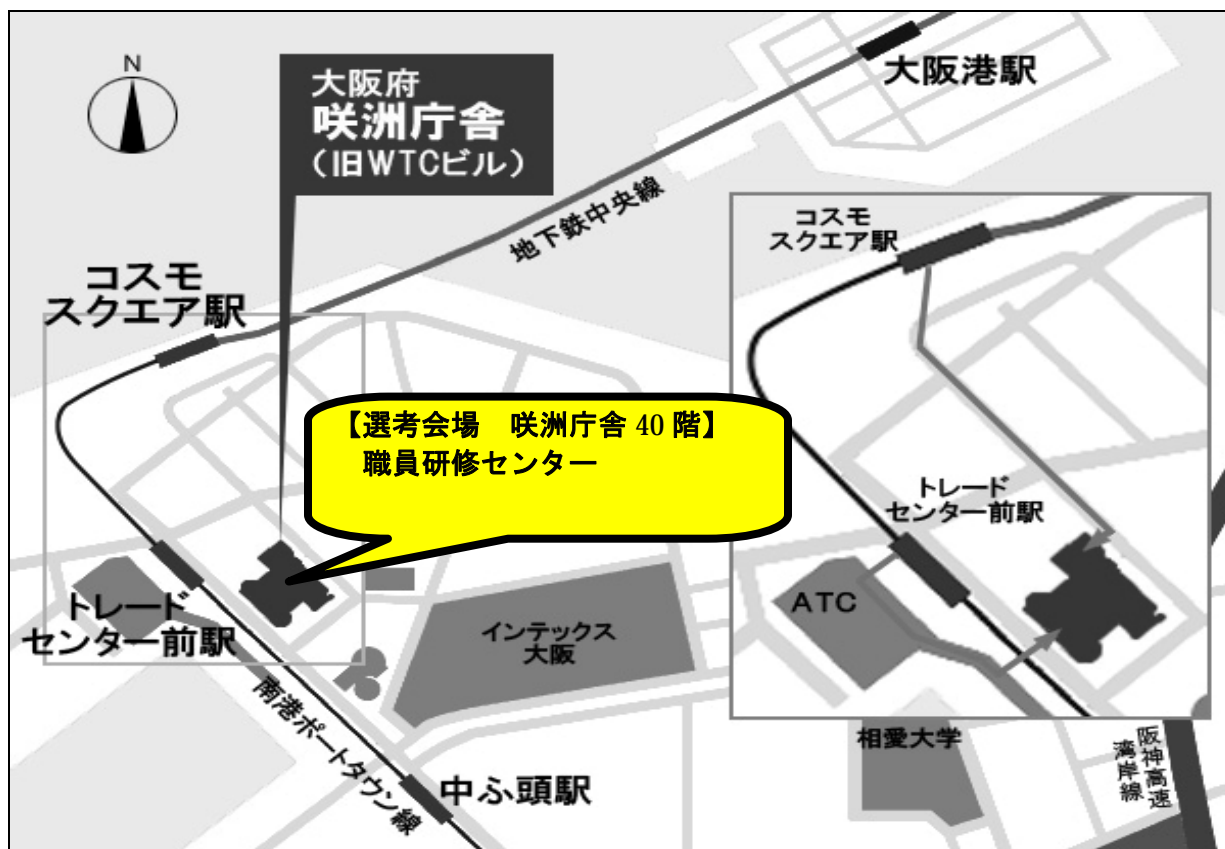 N
大阪府
咲洲庁舎
（旧WTCビル）
大阪港駅
地下鉄中央線
コスモ
スクエア駅
【選考会場　咲洲庁舎 40 階】
職員研修センター
トレード
センター前駅
インテックス
大阪
南港ポートタウン線
中ふ頭駅
コスモ
スクエア駅
トレード
センター前駅
ATC
相愛大学
阪神高速
湾岸線